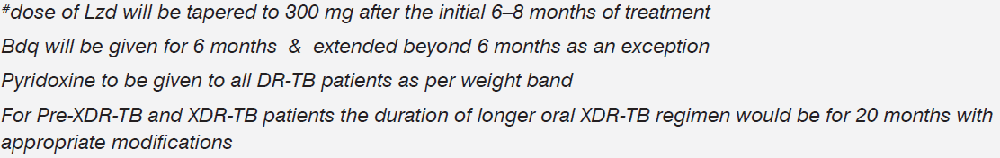 #dose of Lzd will be tapered to 300 mg after the initial 6–8 months of treatment
Bdq will be given for 6 months & extended beyond 6 months as an exception
Pyridoxine to be given to all DR-TB patients as per weight band
For Pre-XDR-TB and XDR-TB patients the duration of longer oral XDR-TB regimen would be for 20 months with
appropriate modifications